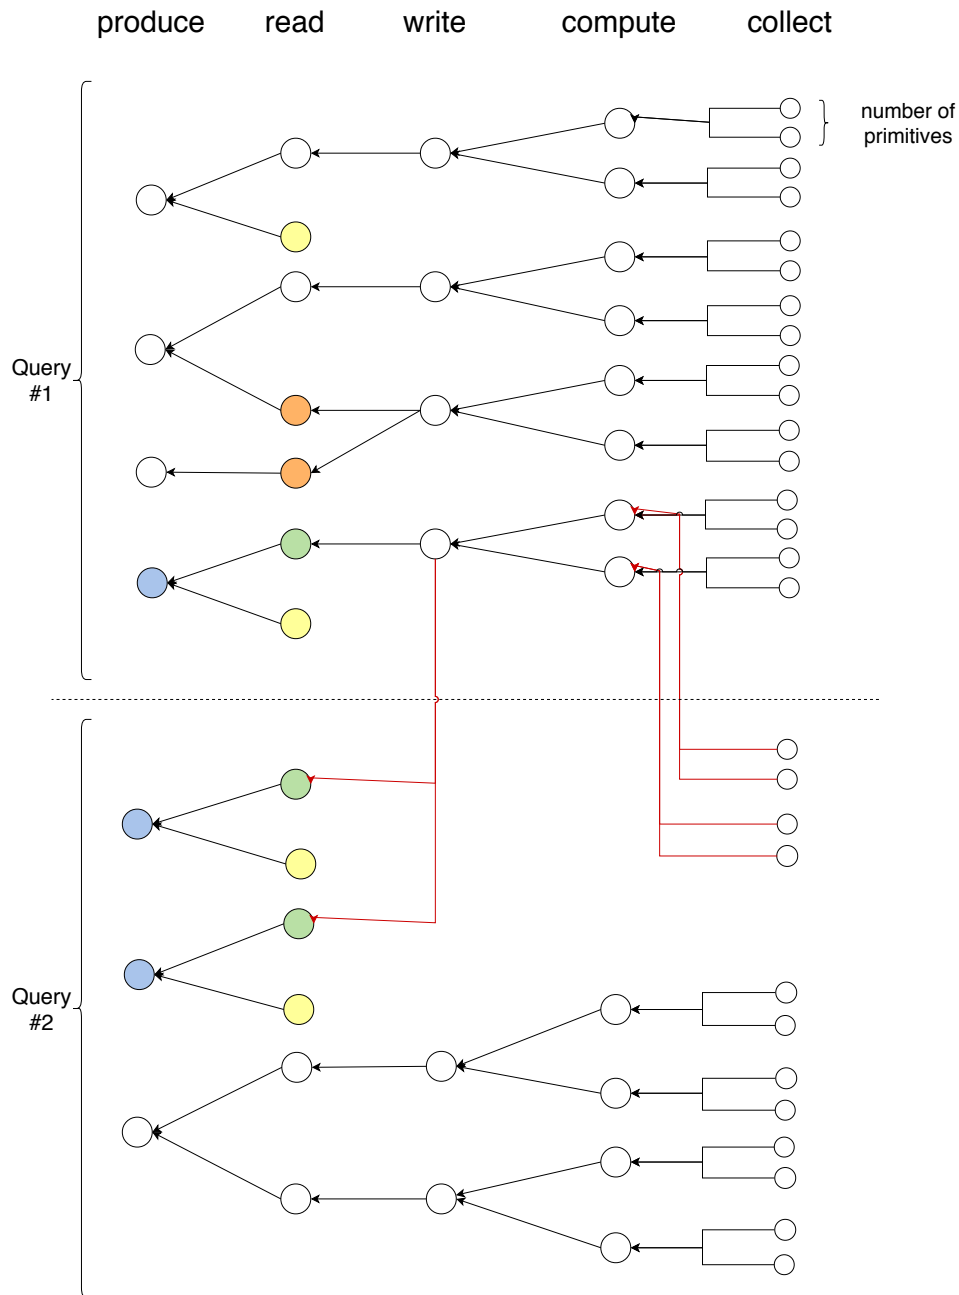 produce read write compute collect
number of
primitives
Query
#1
Query
#2